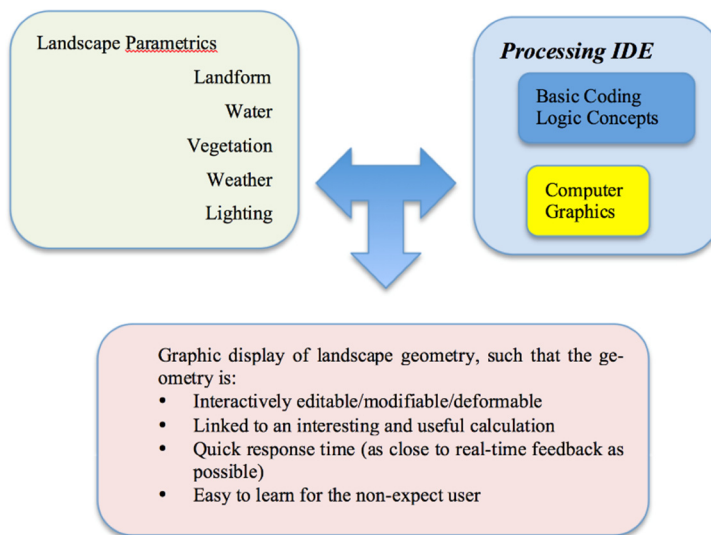 Landscape Parametrics
Landform
Water
Vegetation
Weather
Lighting
Processing IDE
Basic Coding
Logic Concepts
Computer
Graphics
Graphic display of landscape geometry, such that the ge-
ometry is:
• Interactively editable/modifiable/deformable
• Linked to an interesting and useful calculation
• Quick response time (as close to real-time feedback as
possible)
• Easy to learn for the non-expect user